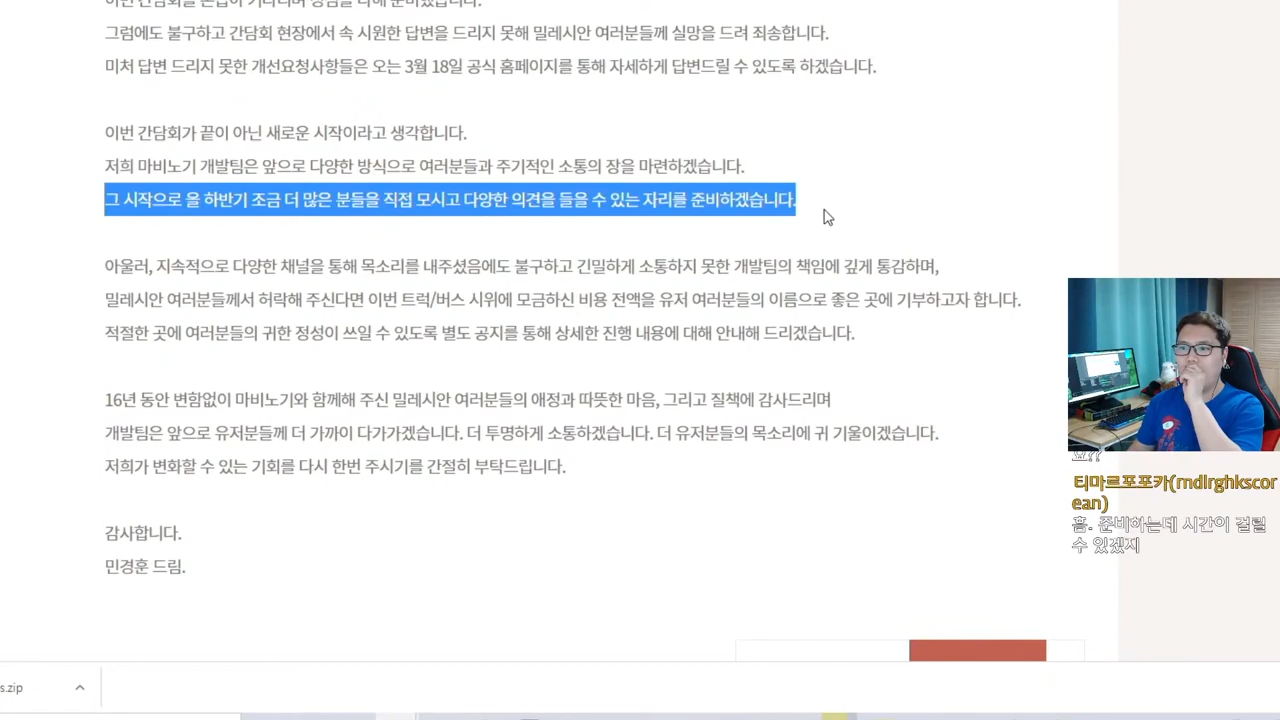 이번 간담회를 손꼽아 기다리며 정성을 다해 준비했습니다.
그럼에도 불구하고 간담회 현장에서 속 시원한 답변을 드리지 못해 밀레시안 여러분들께 실망을 드려 죄송합니다.
미처 답변 드리지 못한 개선요청사항들은 오는 3월 18일 공식 홈페이지를 통해 자세하게 답변드릴 수 있도록 하겠습니다.
이번 간담회가 끝이 아닌 새로운 시작이라고 생각합니다.
저희 마비노기 개발팀은 앞으로 다양한 방식으로 여러분들과 주기적인 소통의 장을 마련하겠습니다.
그 시작으로 올 하반기 조금 더 많은 분들을 직접 모시고 다양한 의견을 들을 수 있는 자리를 준비하겠습니다.
아울러, 지속적으로 다양한 채널을 통해 목소리를 내주셨음에도 불구하고 긴밀하게 소통하지 못한 개발팀의 책임에 깊게 통감하며,
밀레시안 여러분들께서 허락해 주신다면 이번 트럭/버스 시위에 모금하신 비용 전액을 유저 여러분들의 이름으로 좋은 곳에 기부하고자 합니다.
적절한 곳에 여러분들의 귀한 정성이 쓰일 수 있도록 별도 공지를 통해 상세한 진행 내용에 대해 안내해 드리겠습니다.
16년 동안 변함없이 마비노기와 함께해 주신 밀레시안 여러분들의 애정과 따뜻한 마음, 그리고 질책에 감사드리며
개발팀은 앞으로 유저분들께 더 가까이 다가가겠습니다. 더 투명하게 소통하겠습니다. 더 유저분들의 목소리에 귀 기울이겠습니다.
저희가 변화할 수 있는 기회를 다시 한번 주시기를 간절히 부탁드립니다.
감사합니다.
민경훈 드림.
요??
티마르포포카(mdlrghkscor
ean)
흠. 준비하는데 시간이 걸릴
수 있겠지
s.zip